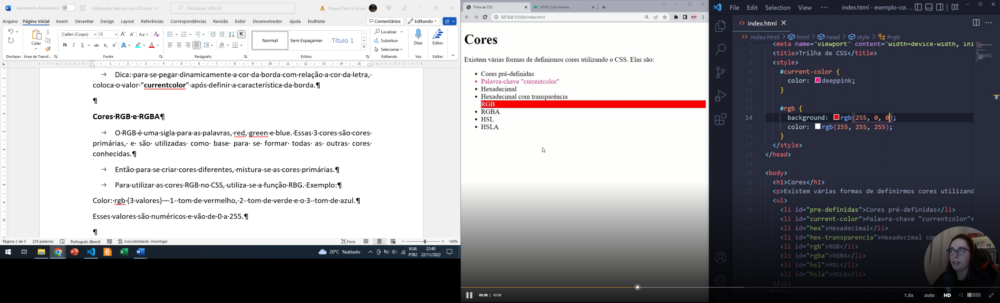 Salvamento Automático
Estilizações básicas com CSS.docx
Pesquisar (Alt+G)
Brayan Petrick Souza
Arquivo Página Inicial Inserir Desenhar Design Layout Referências Correspondências Revisão Exibir Desenvolvedor Ajuda EndNote
Comentários Editando
Colar
Calibri (Corpo) 13
Normal Sem Espaçamer Título 1
Localizar
Substituir
Selecionar
Ditar
Editor
Desfazer Área de Transf... Fonte Parágrafo Estilos Editando Voz Editor
→ Dica:·para·se·pegar·dinamicamente·a·cor·da·borda·com·relação·a·cor·da·letra,·
coloca·o·valor·“currentcolor”·após·definir·a·característica·da·borda.¶
¶
Cores·RGB·e·RGBA¶
→ O·RGB·é·uma·sigla·para·as·palavras,·red,·green·e·blue.·Essas·3·cores·são·cores·
primárias,· e· são· utilizadas· como· base· para· se· formar· todas· as· outras· cores·
conhecidas.¶
→ Então·para·se·criar·cores·diferentes,·mistura-se·as·cores·primárias.¶
→ Para·utilizar·as·cores·RGB·no·CSS,·utiliza-se·a·função·RBG.·Exemplo:¶
Color:·rgb·(3·valores)·–·1-·tom·de·vermelho,·2-·tom·de·verde·e·o·3-·tom·de·azul.¶
Esses·valores·são·numéricos·e·vão·de·0·a·255.¶
¶
Página 2 de 5 229 palavras Português (Brasil) Acessibilidade: investigar Foco 140%
20°C Nublado POR PTB2 22:40 22/11/2022
Trilha de CSS
HTML Color Names
127.0.0.1:5500/index.html
Cores
Existem várias formas de definirmos cores utilizando o CSS. Elas são:
• Cores pré-definidas
• Palavra-chave "currentcolor"
• Hexadecimal
• Hexadecimal com transparência
RGB
• RGBA
• HSL
• HSLA
03:26 | 10:28
File Edit Selection View ··· index.html - exemplo-css ...
index.html
index.html > html > head > style > #rgb
6 <meta name="viewport" content="width=device-width, ini
7 <title>Trilha de CSS</title>
8 <style>
9 #current-color {
10 color: deeppink;
11 }
12
13 #rgb {
14 background: rgb(255, 0, 0);
15 color: rgb(255, 255, 255);
16 }
17 </style>
18 </head>
19
20 <body>
21 <h1>Cores</h1>
22 <p>Existem várias formas de definirmos cores utilizand
23 <ul>
24 <li id="pre-definidas">Cores pré-definidas</li>
25 <li id="current-color">Palavra-chave "currentcolor"<
26 <li id="hex">Hexadecimal</li>
27 <li id="hex-transparencia">Hexadecimal co
28 <li id="rgb">RGB</li>
29 <li id="rgba">RGBA</li>
30 <li id="hsl">HSL</li>
31 <li id="hsla">HSLA</li>
</ul>
1.5x auto HD